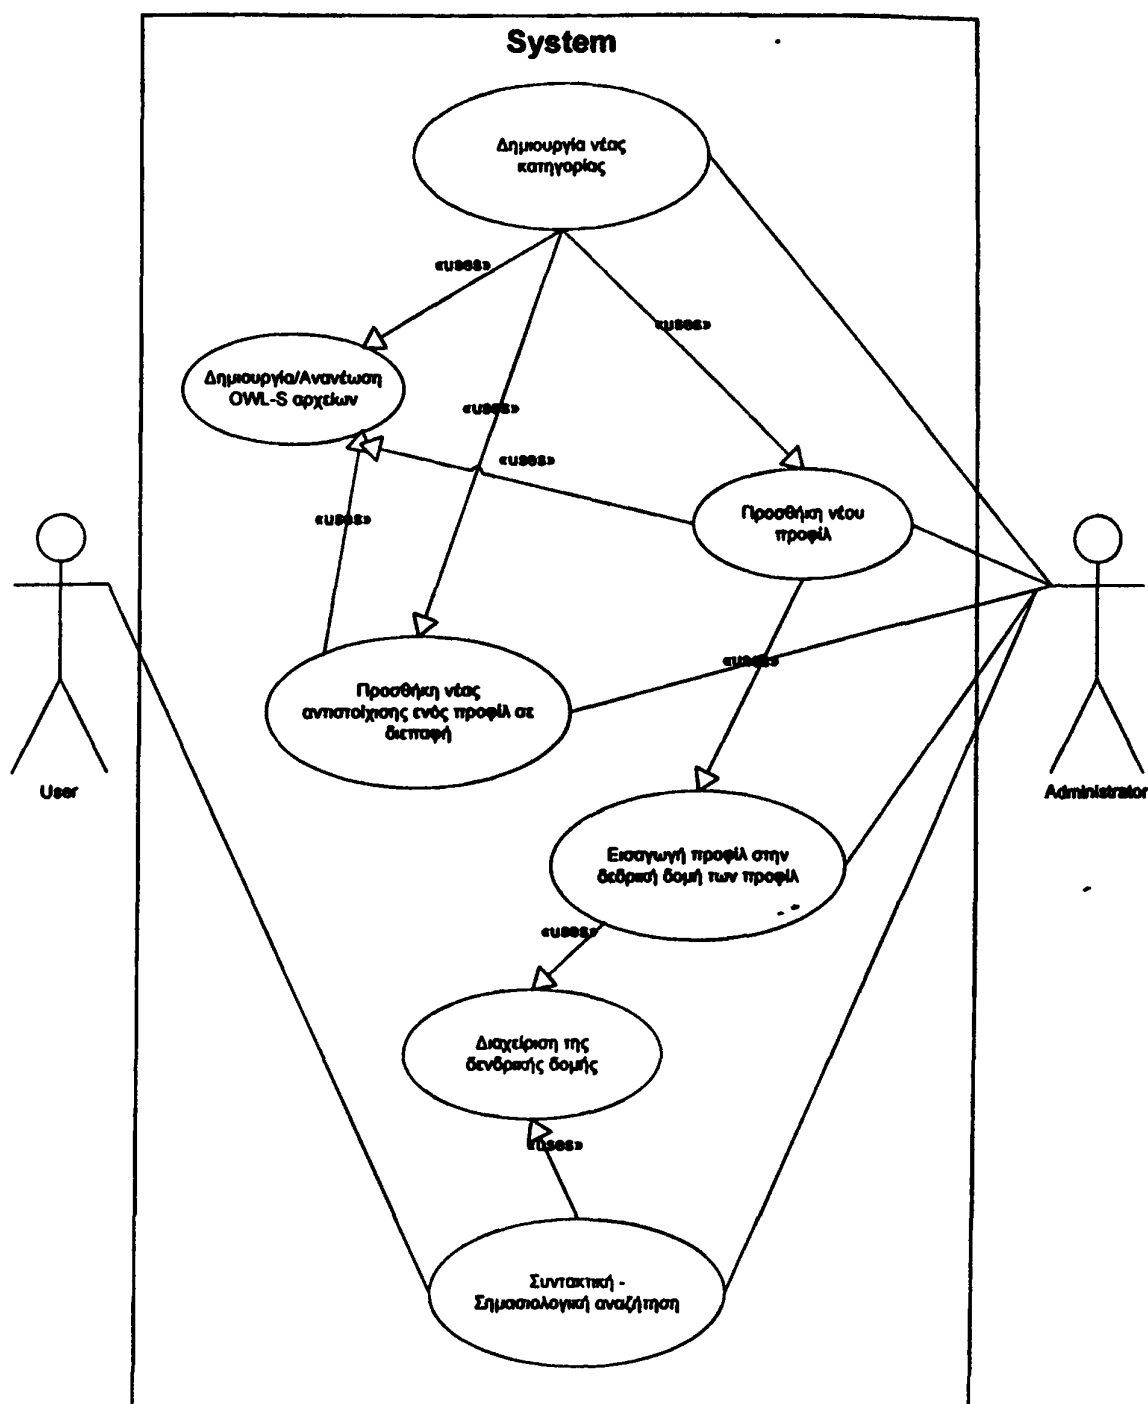 System
Δημιουργία νέας
κατηγορίας
«uses»
«uses»
Δημιουργία/Ανανέωση
OWL-S αρχείων
«uses»
«uses»
«uses»
Προσθήκη νέου
προφίλ
«uses»
Προσθήκη νέας
αντιστοίχισης ενός προφίλ σε
διεπαφή
User
Administrator
Εισαγωγή προφίλ στην
δεδρική δομή των προφίλ
«uses»
Διαχείριση της
δενδρικής δομής
«uses»
Συντακτική -
Σημασιολογική αναζήτηση